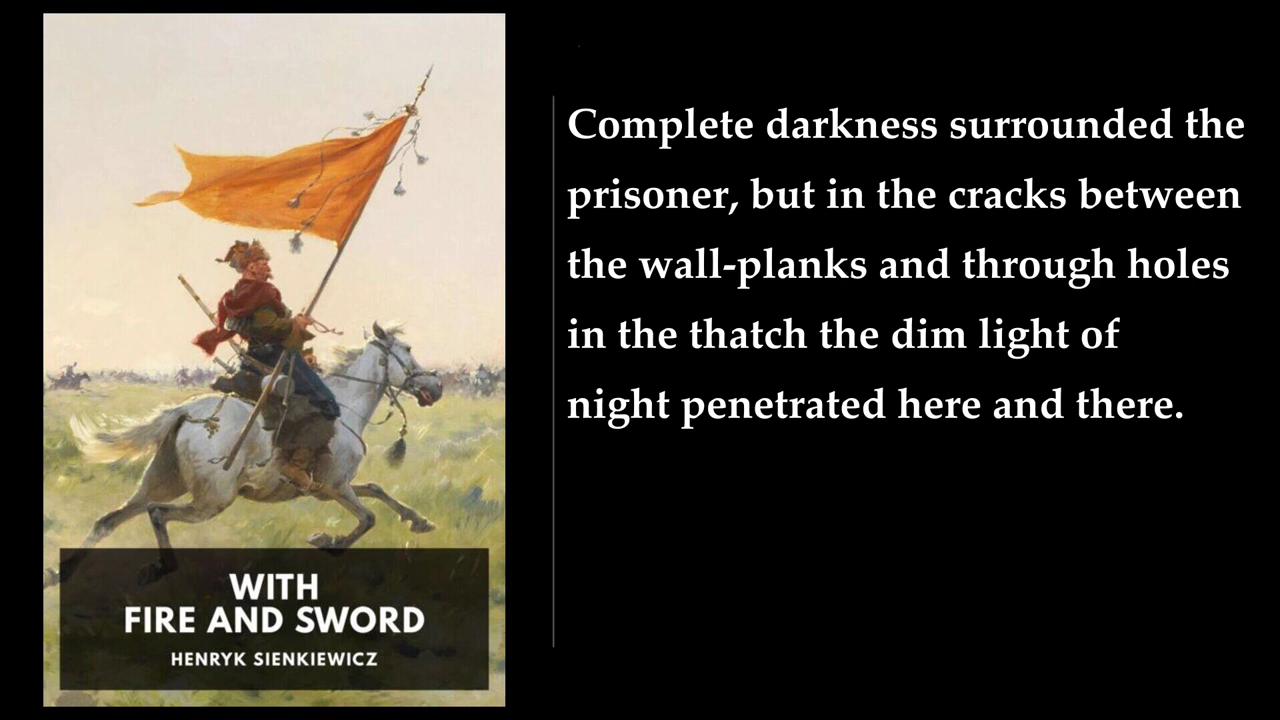 Complete darkness surrounded the
prisoner, but in the cracks between
the wall-planks and through holes
in the thatch the dim light of
night penetrated here and there.
WITH
FIRE AND SWORD
HENRYK SIENKIEWICZ